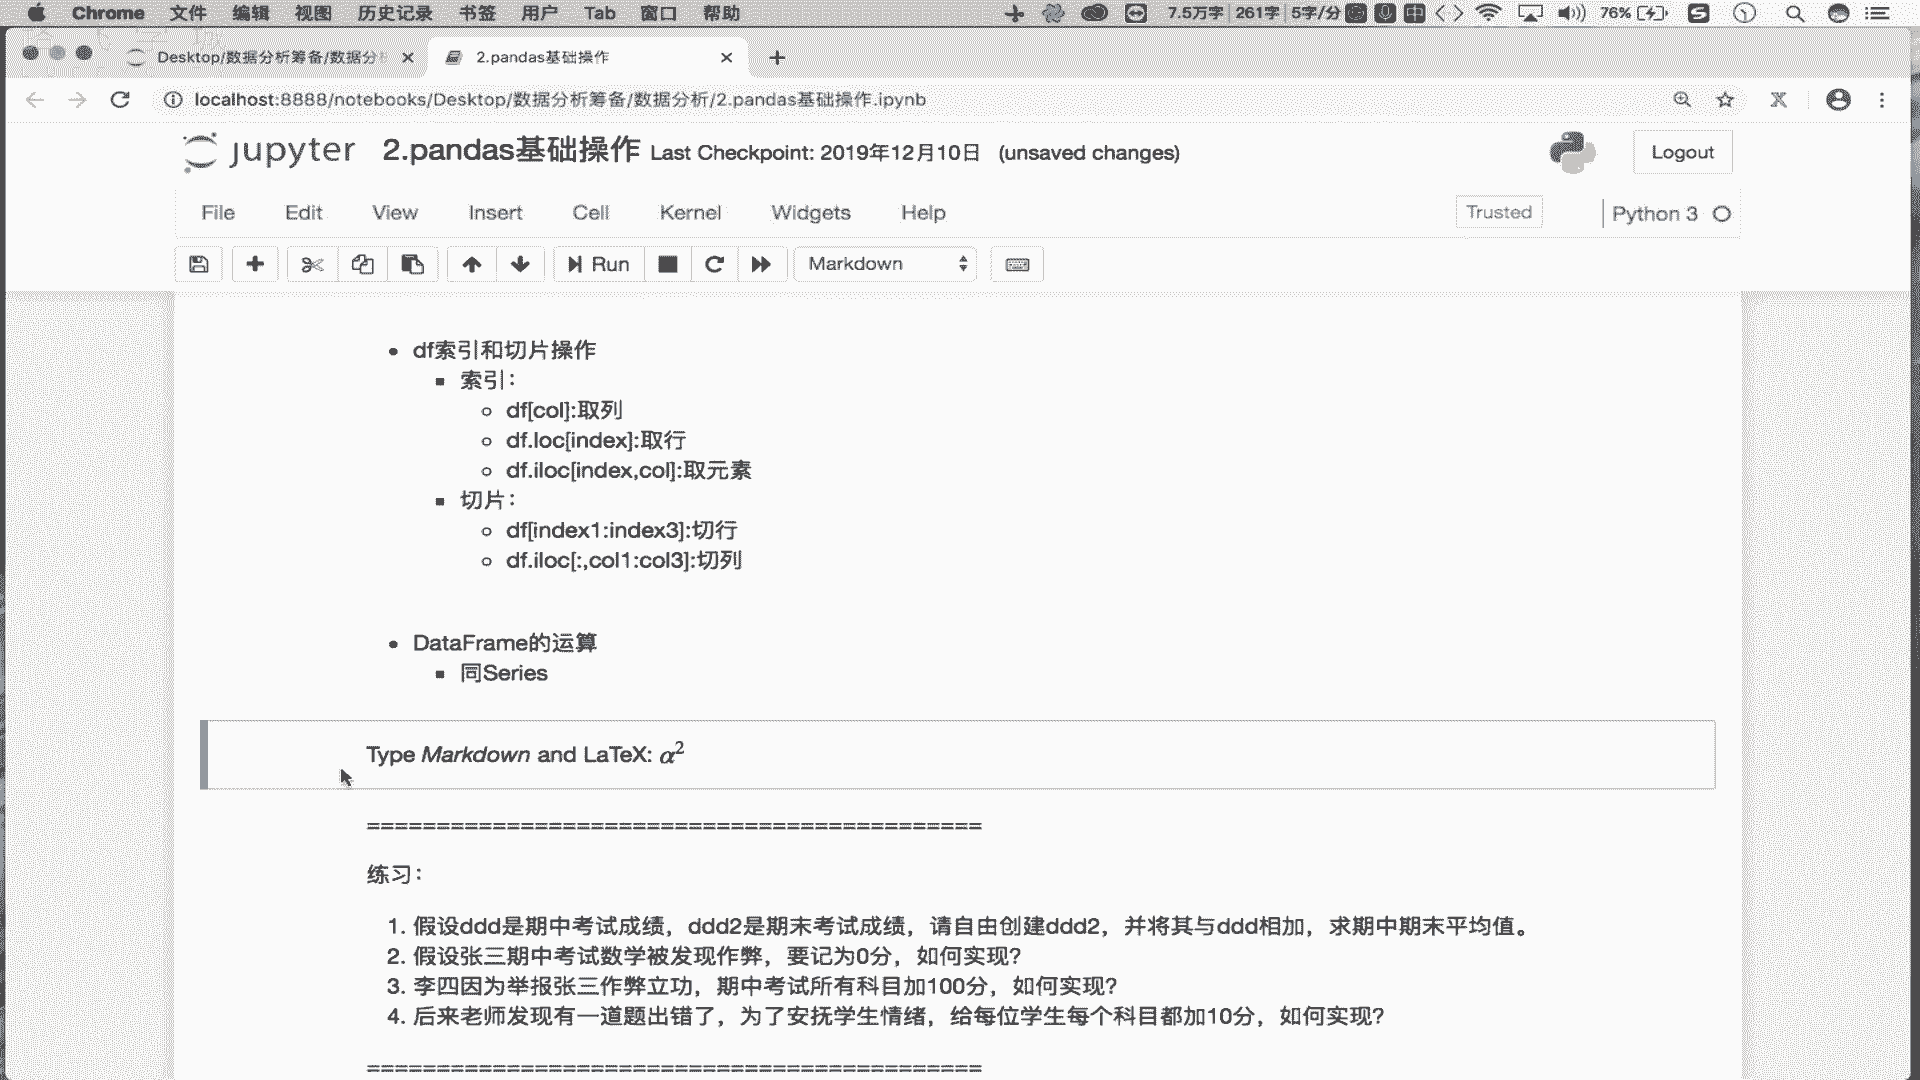 Chrome 文件 编辑 视图 历史记录 书签 用户 Tab 窗口 帮助 7.5万字 261字 5字/分 中 76%
Desktop/数据分析筹备/数据分 2.pandas基础操作
localhost:8888/notebooks/Desktop/数据分析筹备/数据分析/2.pandas基础操作.ipynb
jupyter 2.pandas基础操作 Last Checkpoint: 2019年12月10日 (unsaved changes) Logout
File Edit View Insert Cell Kernel Widgets Help Trusted Python 3
Run Markdown
df索引和切片操作
索引：
df[col]:取列
df.loc[index]:取行
df.iloc[index,col]:取元素
切片：
df[index1:index3]:切行
df.iloc[:,col1:col3]:切列
DataFrame的运算
同Series
Type Markdown and LaTeX: α²
============================================
练习：
1. 假设ddd是期中考试成绩，ddd2是期末考试成绩，请自由创建ddd2，并将其与ddd相加，求期中期末平均值。
2. 假设张三期中考试数学被发现作弊，要记为0分，如何实现？
3. 李四因为举报张三作弊立功，期中考试所有科目加100分，如何实现？
4. 后来老师发现有一道题出错了，为了安抚学生情绪，给每位学生每个科目都加10分，如何实现？
============================================